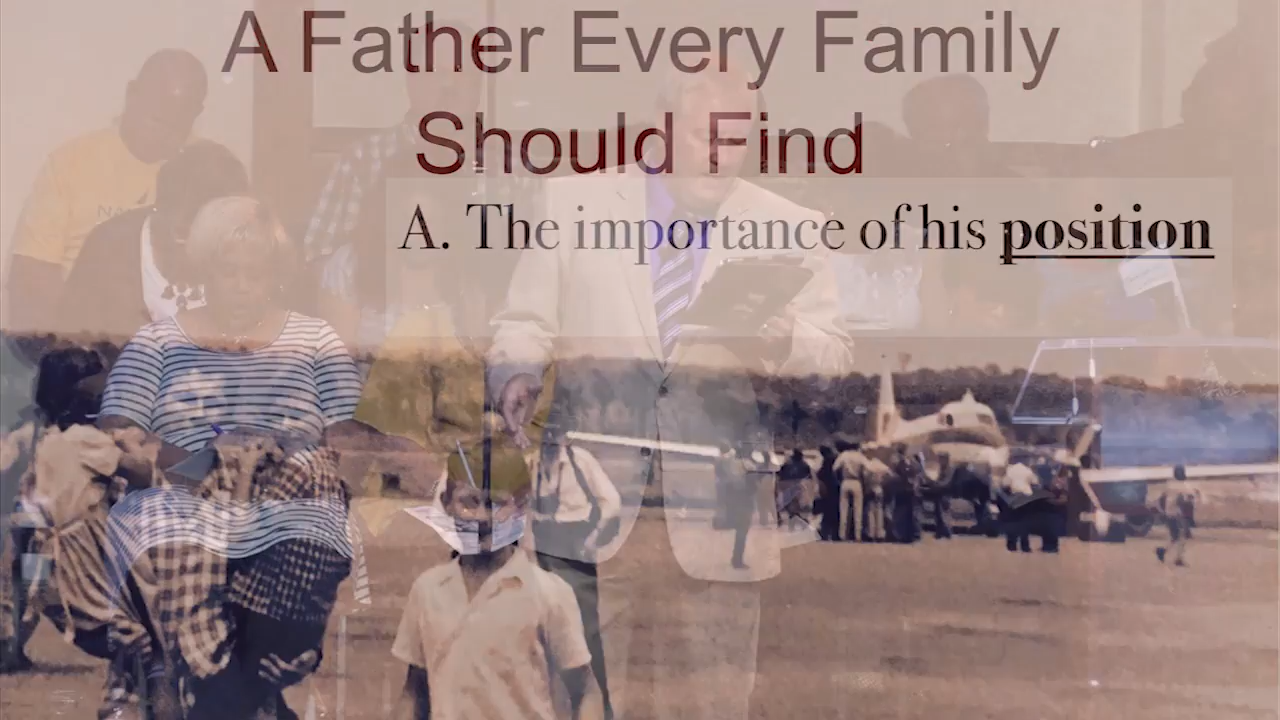 A Father Every Family
Should Find
A. The importance of his position